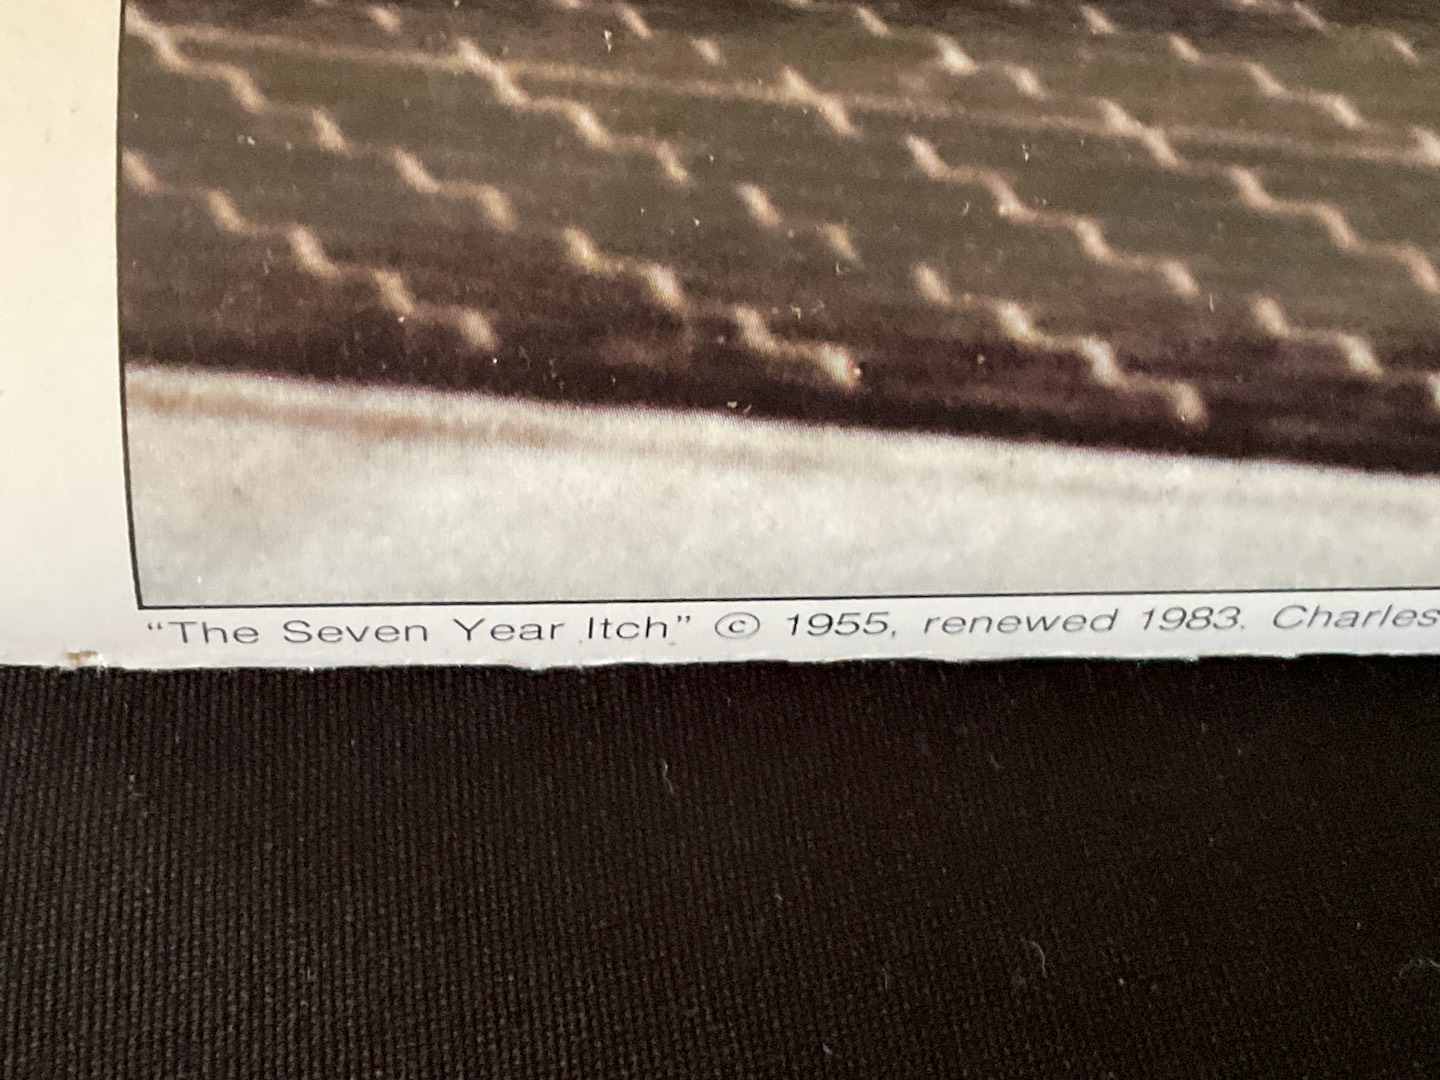 “The Seven Year Itch” © 1955, renewed 1983. Charles